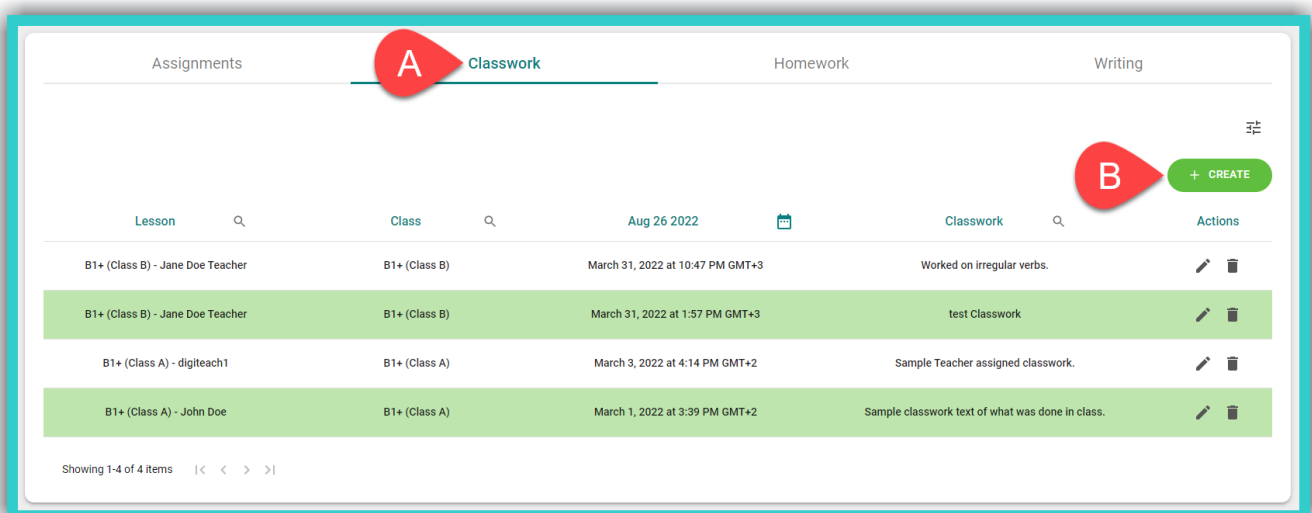 Assignments A Classwork Homework Writing
B + CREATE
Lesson Class Aug 26 2022 Classwork Actions
B1+ (Class B) - Jane Doe Teacher B1+ (Class B) March 31, 2022 at 10:47 PM GMT+3 Worked on irregular verbs.
B1+ (Class B) - Jane Doe Teacher B1+ (Class B) March 31, 2022 at 1:57 PM GMT+3 test Classwork
B1+ (Class A) - digiteach1 B1+ (Class A) March 3, 2022 at 4:14 PM GMT+2 Sample Teacher assigned classwork.
B1+ (Class A) - John Doe B1+ (Class A) March 1, 2022 at 3:39 PM GMT+2 Sample classwork text of what was done in class.
Showing 1-4 of 4 items